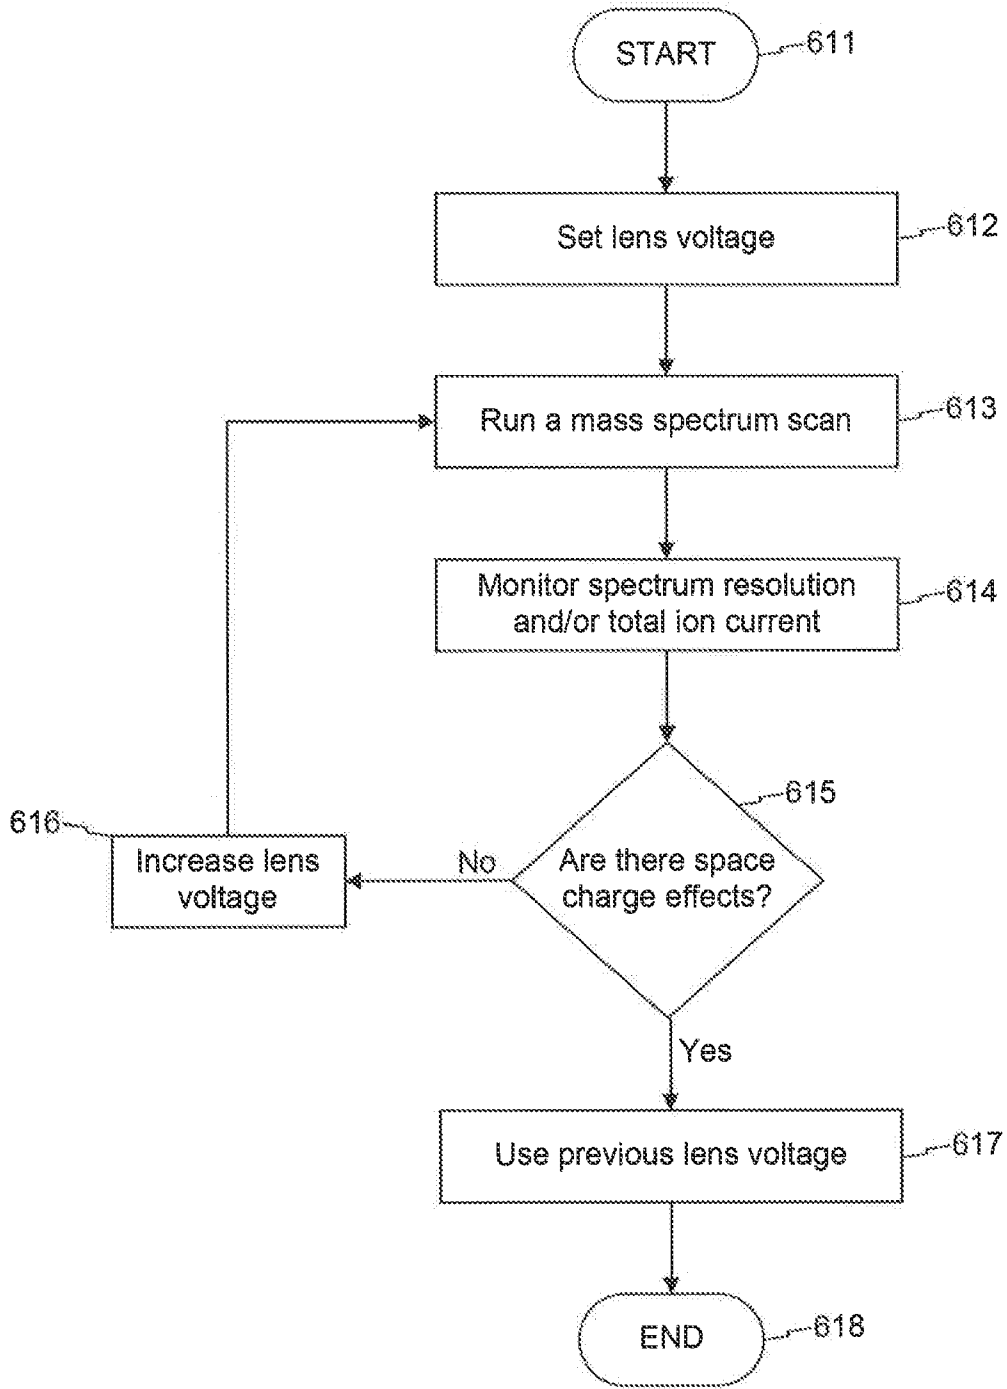 START
611
Set lens voltage
612
Run a mass spectrum scan
613
Monitor spectrum resolution
and/or total ion current
614
615
Are there space
charge effects?
No
616
Increase lens
voltage
Yes
Use previous lens voltage
617
END
618